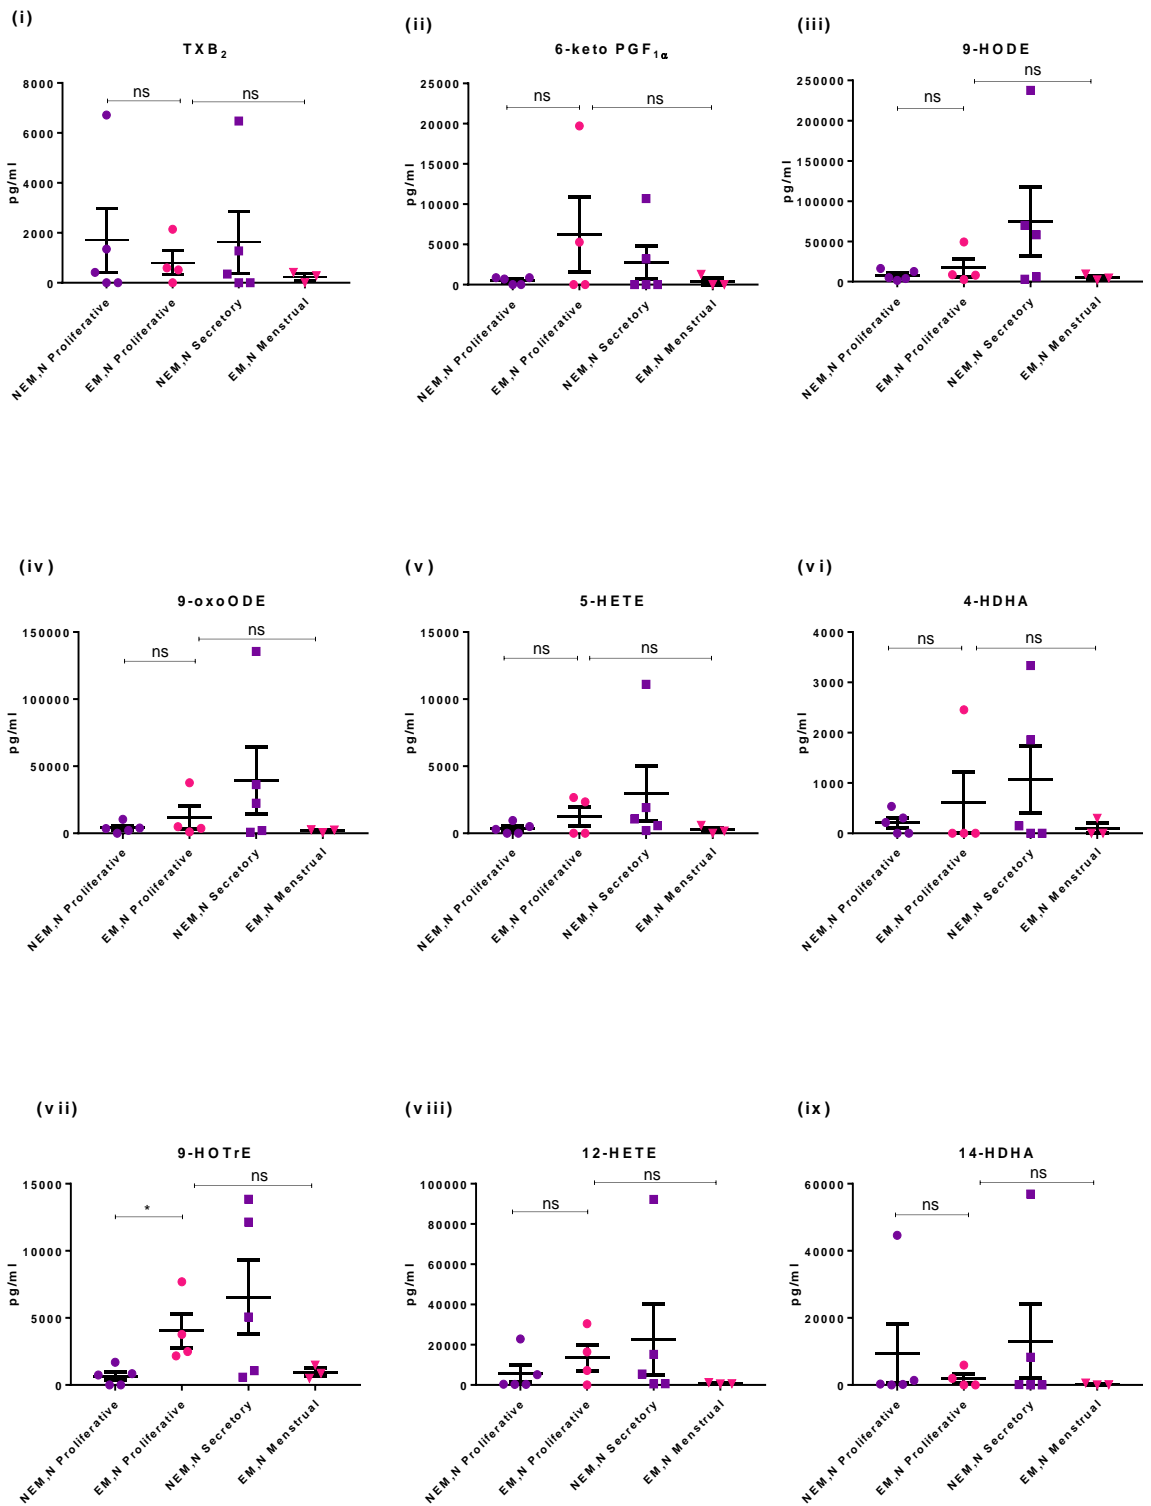 (i)
TXB2
8000
6000
4000
2000
0
pg/ml
ns
ns
NEM,N Proliferative
EM,N Proliferative
NEM,N Secretory
EM,N Menstrual
(ii)
6-keto PGF1α
25000
20000
15000
10000
5000
0
pg/ml
ns
ns
NEM,N Proliferative
EM,N Proliferative
NEM,N Secretory
EM,N Menstrual
(iii)
9-HODE
250000
200000
150000
100000
50000
0
pg/ml
ns
ns
NEM,N Proliferative
EM,N Proliferative
NEM,N Secretory
EM,N Menstrual
(iv)
9-oxoODE
150000
100000
50000
0
pg/ml
ns
ns
NEM,N Proliferative
EM,N Proliferative
NEM,N Secretory
EM,N Menstrual
(v)
5-HETE
15000
10000
5000
0
pg/ml
ns
ns
NEM,N Proliferative
EM,N Proliferative
NEM,N Secretory
EM,N Menstrual
(vi)
4-HDHA
4000
3000
2000
1000
0
pg/ml
ns
ns
NEM,N Proliferative
EM,N Proliferative
NEM,N Secretory
EM,N Menstrual
(vii)
9-HOTrE
15000
10000
5000
0
pg/ml
*
ns
NEM,N Proliferative
EM,N Proliferative
NEM,N Secretory
EM,N Menstrual
(viii)
12-HETE
100000
80000
60000
40000
20000
0
pg/ml
ns
ns
NEM,N Proliferative
EM,N Proliferative
NEM,N Secretory
EM,N Menstrual
(ix)
14-HDHA
60000
40000
20000
0
pg/ml
ns
ns
NEM,N Proliferative
EM,N Proliferative
NEM,N Secretory
EM,N Menstrual